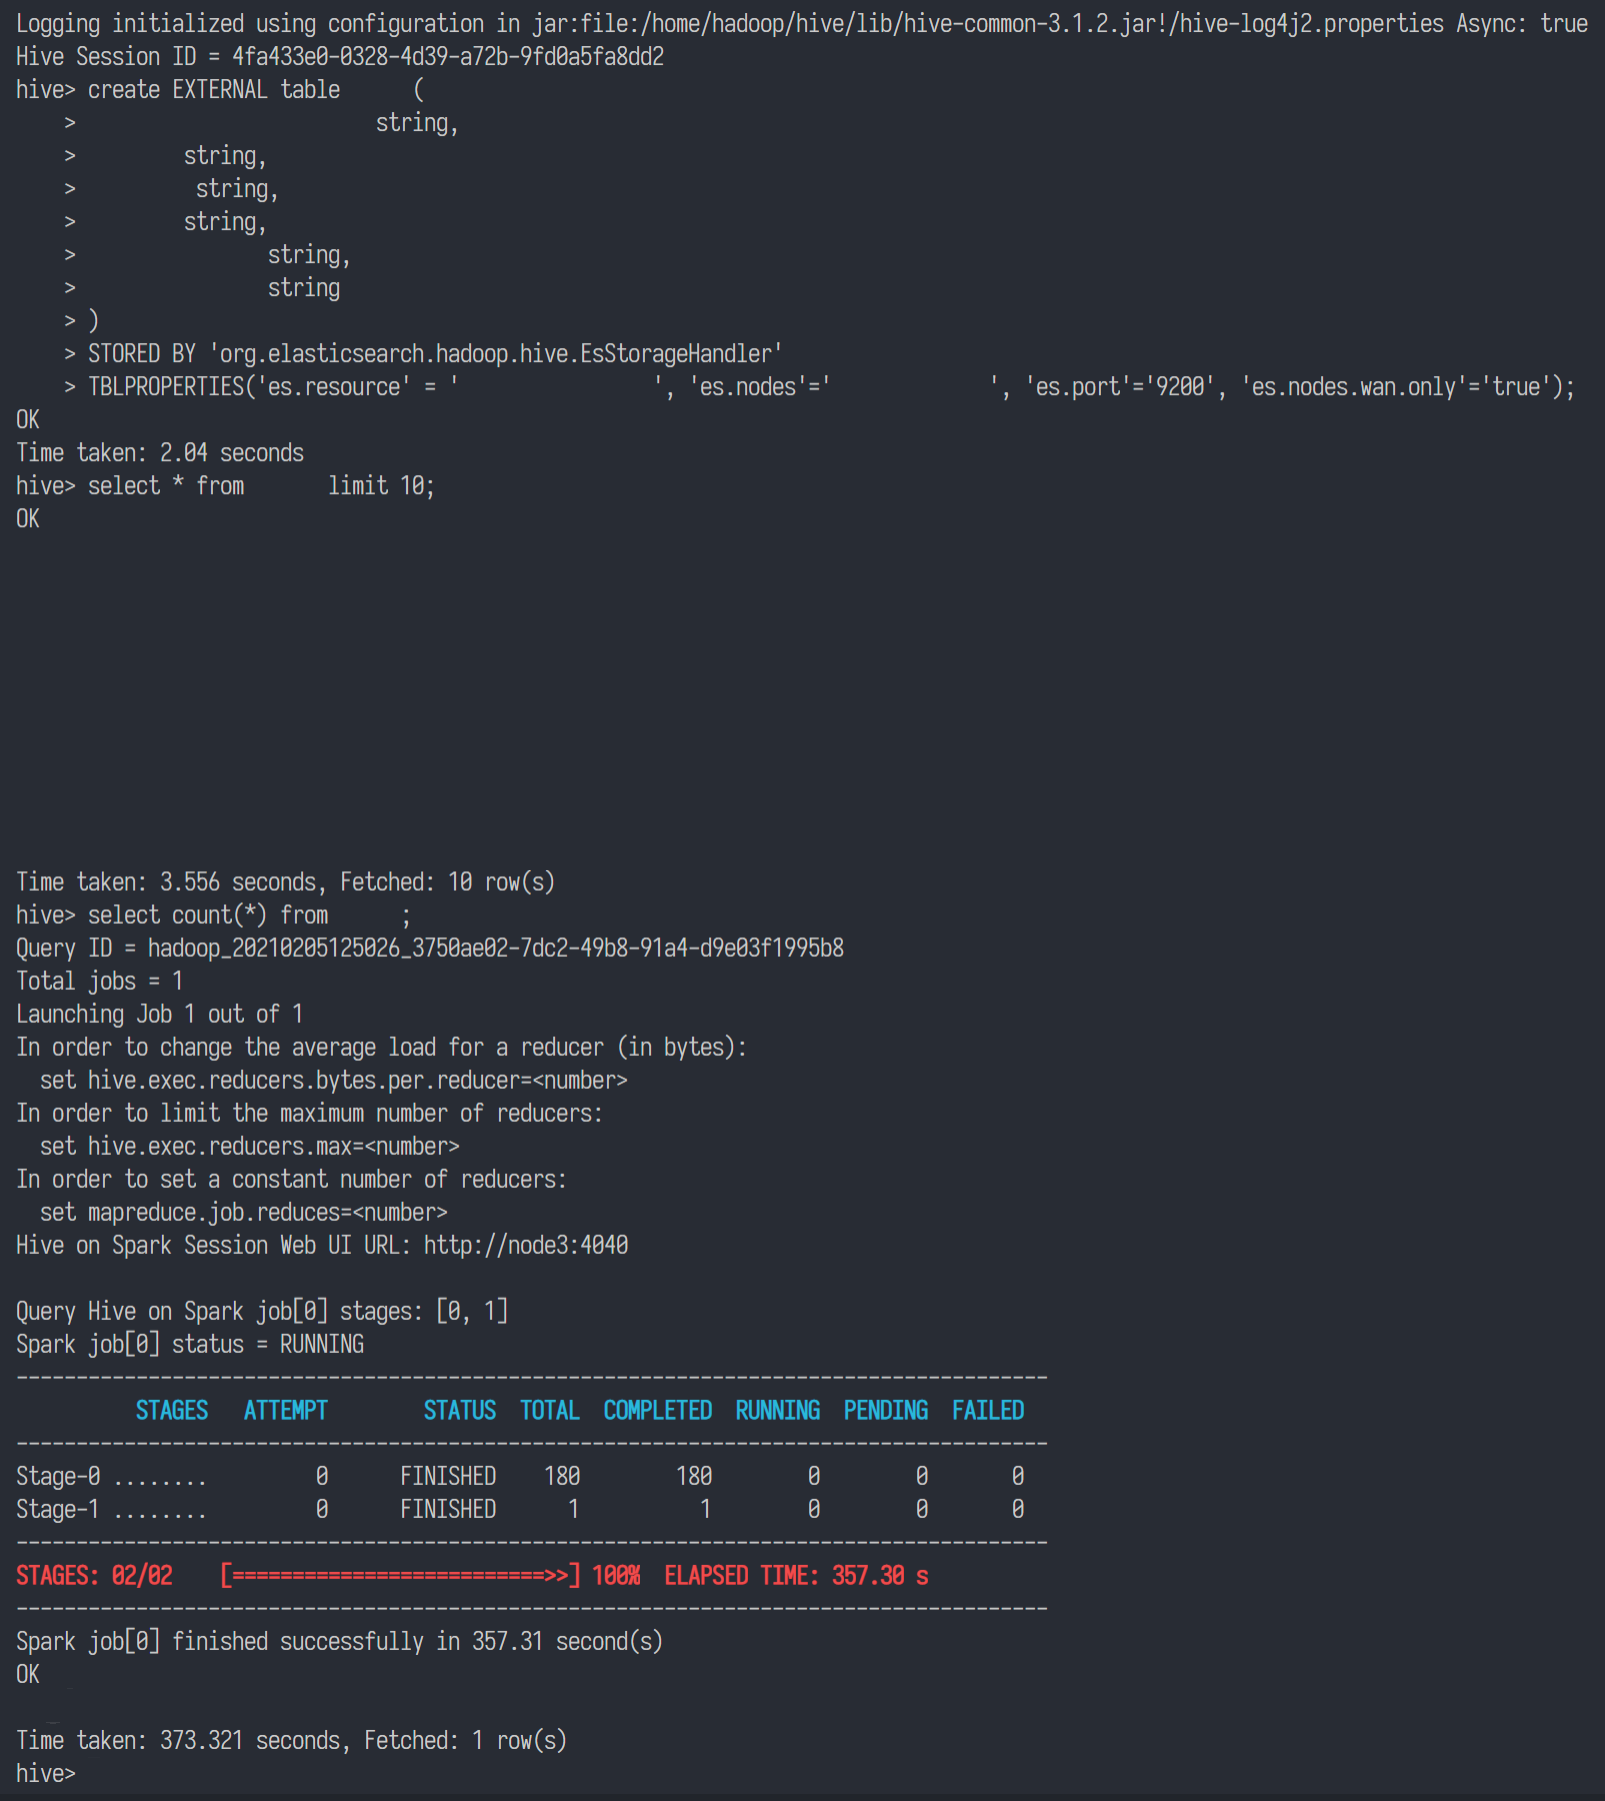 Logging initialized using configuration in jar:file:/home/hadoop/hive/lib/hive-common-3.1.2.jar!/hive-log4j2.properties Async: true
Hive Session ID = 4fa433e0-0328-4d39-a72b-9fd0a5fa8dd2
hive> create EXTERNAL table      (
    >                         string,
    >         string,
    >          string,
    >         string,
    >                string,
    >                string
    > )
    > STORED BY 'org.elasticsearch.hadoop.hive.EsStorageHandler'
    > TBLPROPERTIES('es.resource' = '                ', 'es.nodes'='             ', 'es.port'='9200', 'es.nodes.wan.only'='true');
OK
Time taken: 2.04 seconds
hive> select * from       limit 10;
OK
Time taken: 3.556 seconds, Fetched: 10 row(s)
hive> select count(*) from      ;
Query ID = hadoop_20210205125026_3750ae02-7dc2-49b8-91a4-d9e03f1995b8
Total jobs = 1
Launching Job 1 out of 1
In order to change the average load for a reducer (in bytes):
  set hive.exec.reducers.bytes.per.reducer=<number>
In order to limit the maximum number of reducers:
  set hive.exec.reducers.max=<number>
In order to set a constant number of reducers:
  set mapreduce.job.reduces=<number>
Hive on Spark Session Web UI URL: http://node3:4040
Query Hive on Spark job[0] stages: [0, 1]
Spark job[0] status = RUNNING
--------------------------------------------------------------------------------------
          STAGES   ATTEMPT        STATUS  TOTAL  COMPLETED  RUNNING  PENDING  FAILED
--------------------------------------------------------------------------------------
Stage-0 ........         0      FINISHED    180        180        0        0       0
Stage-1 ........         0      FINISHED      1          1        0        0       0
--------------------------------------------------------------------------------------
STAGES: 02/02    [==========================>>] 100%  ELAPSED TIME: 357.30 s
--------------------------------------------------------------------------------------
Spark job[0] finished successfully in 357.31 second(s)
OK
Time taken: 373.321 seconds, Fetched: 1 row(s)
hive>